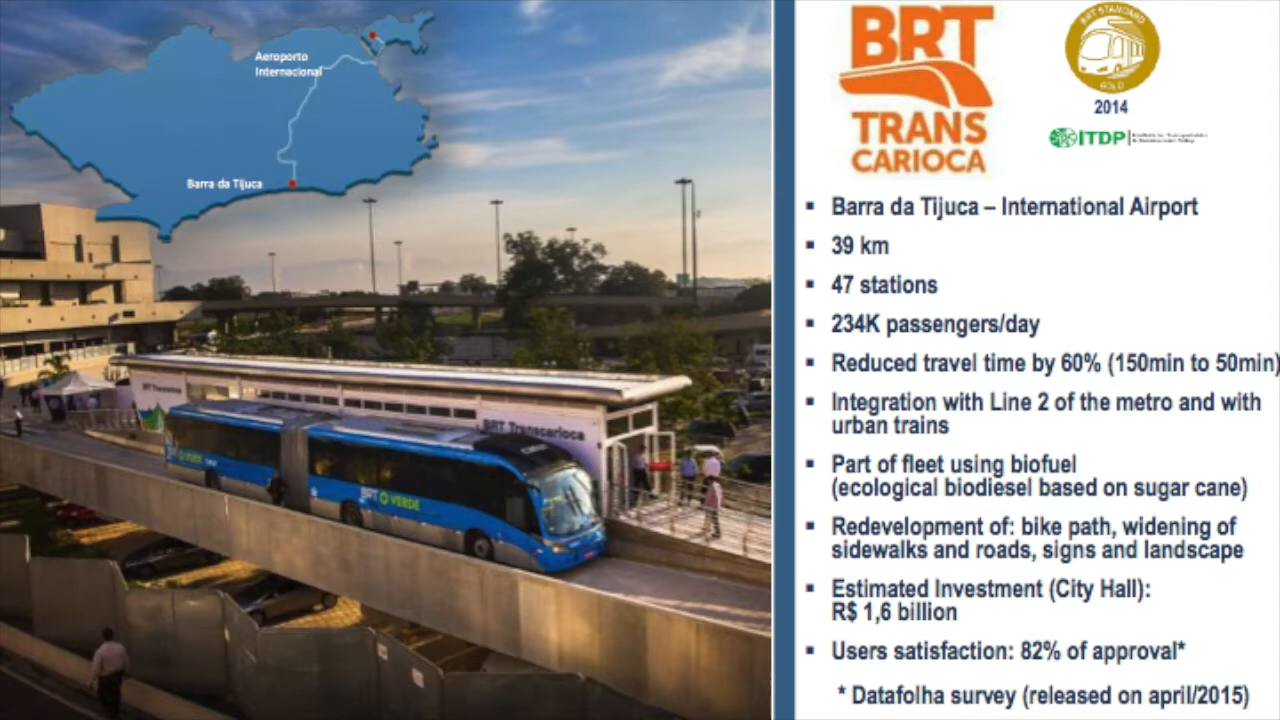 Aeroporto
Internacional
Barra da Tijuca
BRT Transcarioca
BRT VERDE
BRT
TRANS
CARIOCA
BRT STANDARD
GOLD
2014
ITDP
▪ Barra da Tijuca – International Airport
▪ 39 km
▪ 47 stations
▪ 234K passengers/day
▪ Reduced travel time by 60% (150min to 50min)
▪ Integration with Line 2 of the metro and with
urban trains
▪ Part of fleet using biofuel
(ecological biodiesel based on sugar cane)
▪ Redevelopment of: bike path, widening of
sidewalks and roads, signs and landscape
▪ Estimated Investment (City Hall):
R$ 1,6 billion
▪ Users satisfaction: 82% of approval*
* Datafolha survey (released on april/2015)